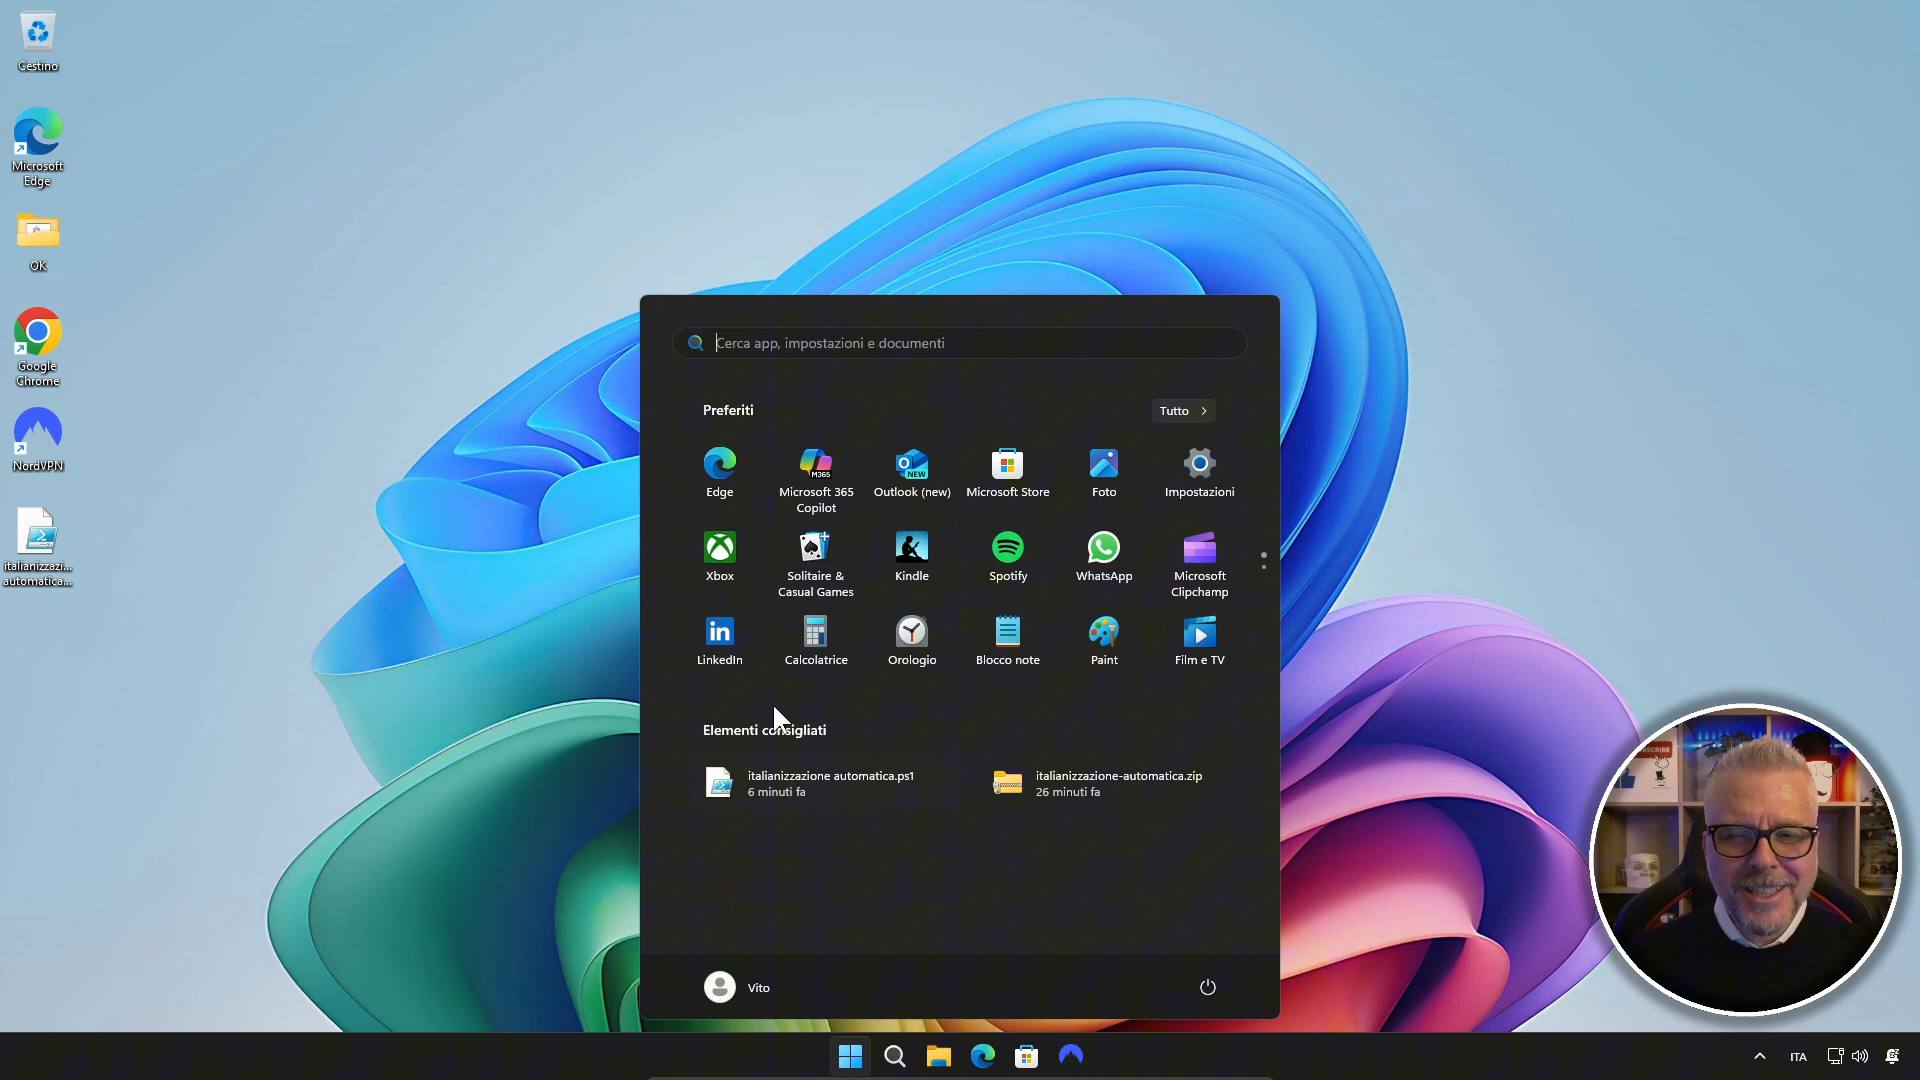 Cestino
Microsoft
Edge
OK
Google
Chrome
NordVPN
italianizzazi...
automatica...
Cerca app, impostazioni e documenti
Preferiti
Tutto
Edge
Microsoft 365
Copilot
Outlook (new)
Microsoft Store
Foto
Impostazioni
Xbox
Solitaire &
Casual Games
Kindle
Spotify
WhatsApp
Microsoft
Clipchamp
LinkedIn
Calcolatrice
Orologio
Blocco note
Paint
Film e TV
Elementi consigliati
italianizzazione automatica.ps1
6 minuti fa
italianizzazione-automatica.zip
26 minuti fa
Vito
ITA
M365
NEW